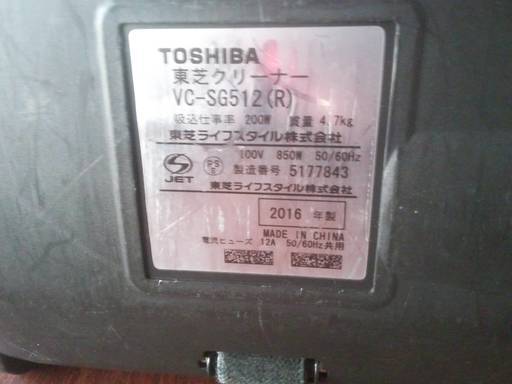 TOSHIBA
東芝クリーナー
VC-SG512(R)
吸込仕事率 200W 質量 4.7kg
東芝ライフスタイル株式会社
100V 850W 50/60Hz
JET
PS
E
製造番号 5177843
東芝ライフスタイル株式会社
2016 年製
MADE IN CHINA
電流ヒューズ 12A 50/60Hz共用